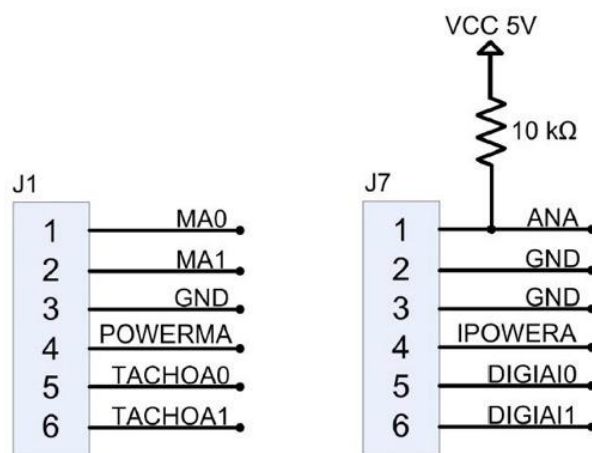 VCC 5V
10 kΩ
J1
1 MA0
2 MA1
3 GND
4 POWERMA
5 TACHOA0
6 TACHOA1
J7
1 ANA
2 GND
3 GND
4 IPOWERA
5 DIGIAI0
6 DIGIAI1